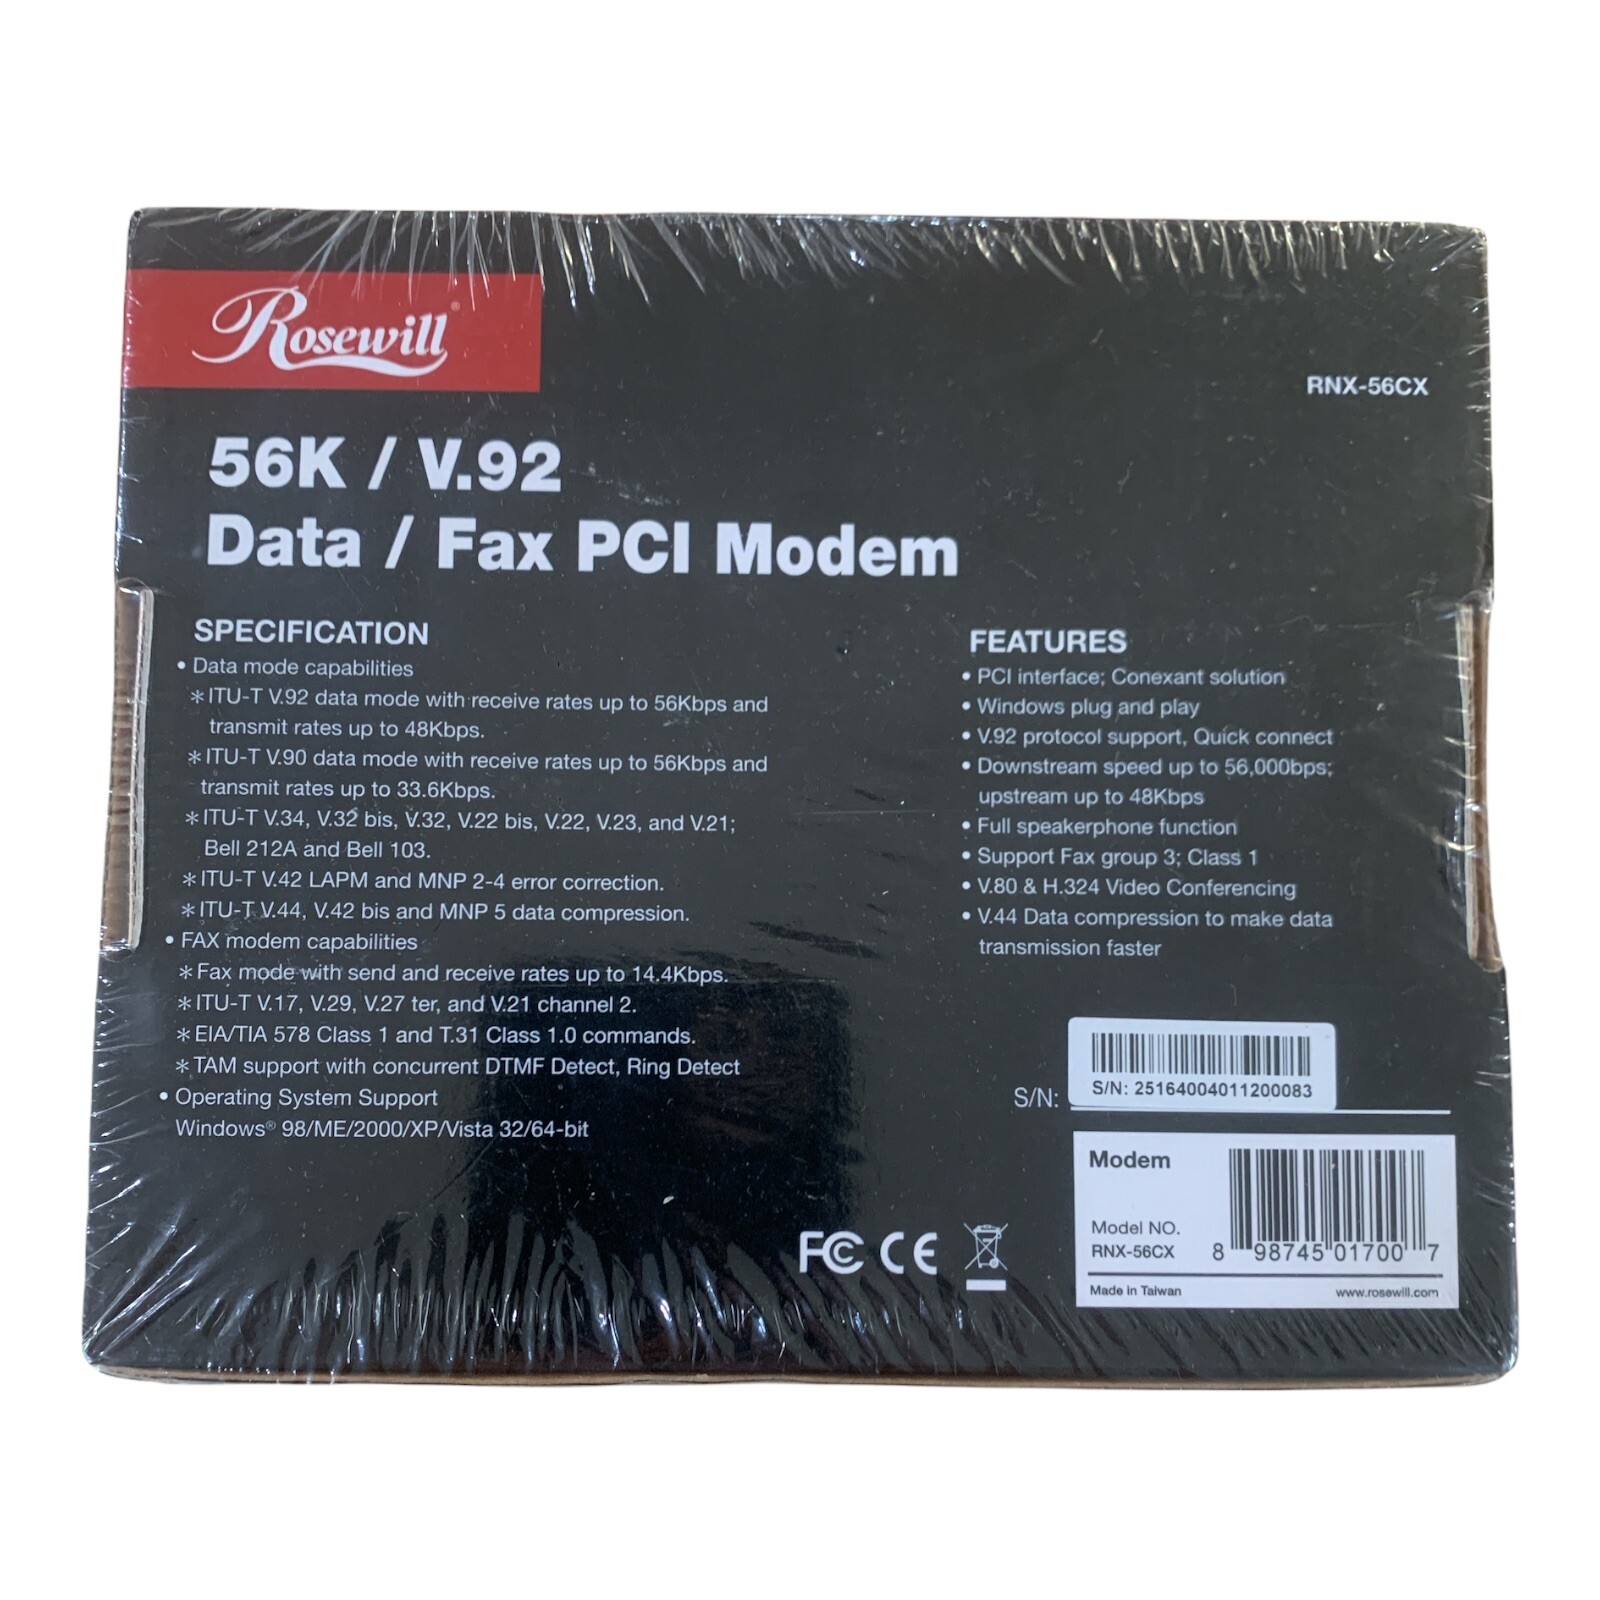 Rosewill®
RNX-56CX
56K / V.92
Data / Fax PCI Modem
SPECIFICATION
• Data mode capabilities
*ITU-T V.92 data mode with receive rates up to 56Kbps and
transmit rates up to 48Kbps.
*ITU-T V.90 data mode with receive rates up to 56Kbps and
transmit rates up to 33.6Kbps.
*ITU-T V.34, V.32 bis, V.32, V.22 bis, V.22, V.23, and V.21;
Bell 212A and Bell 103.
*ITU-T V.42 LAPM and MNP 2-4 error correction.
*ITU-T V.44, V.42 bis and MNP 5 data compression.
• FAX modem capabilities
*Fax mode with send and receive rates up to 14.4Kbps.
*ITU-T V.17, V.29, V.27 ter, and V.21 channel 2.
*EIA/TIA 578 Class 1 and T.31 Class 1.0 commands.
*TAM support with concurrent DTMF Detect, Ring Detect
• Operating System Support
Windows® 98/ME/2000/XP/Vista 32/64-bit
FEATURES
• PCI interface; Conexant solution
• Windows plug and play
• V.92 protocol support, Quick connect
• Downstream speed up to 56,000bps;
upstream up to 48Kbps
• Full speakerphone function
• Support Fax group 3; Class 1
• V.80 & H.324 Video Conferencing
• V.44 Data compression to make data
transmission faster
S/N:
S/N: 25164004011200083
FCC CE
Modem
Model NO.
RNX-56CX
8 98745 01700 7
Made in Taiwan
www.rosewill.com